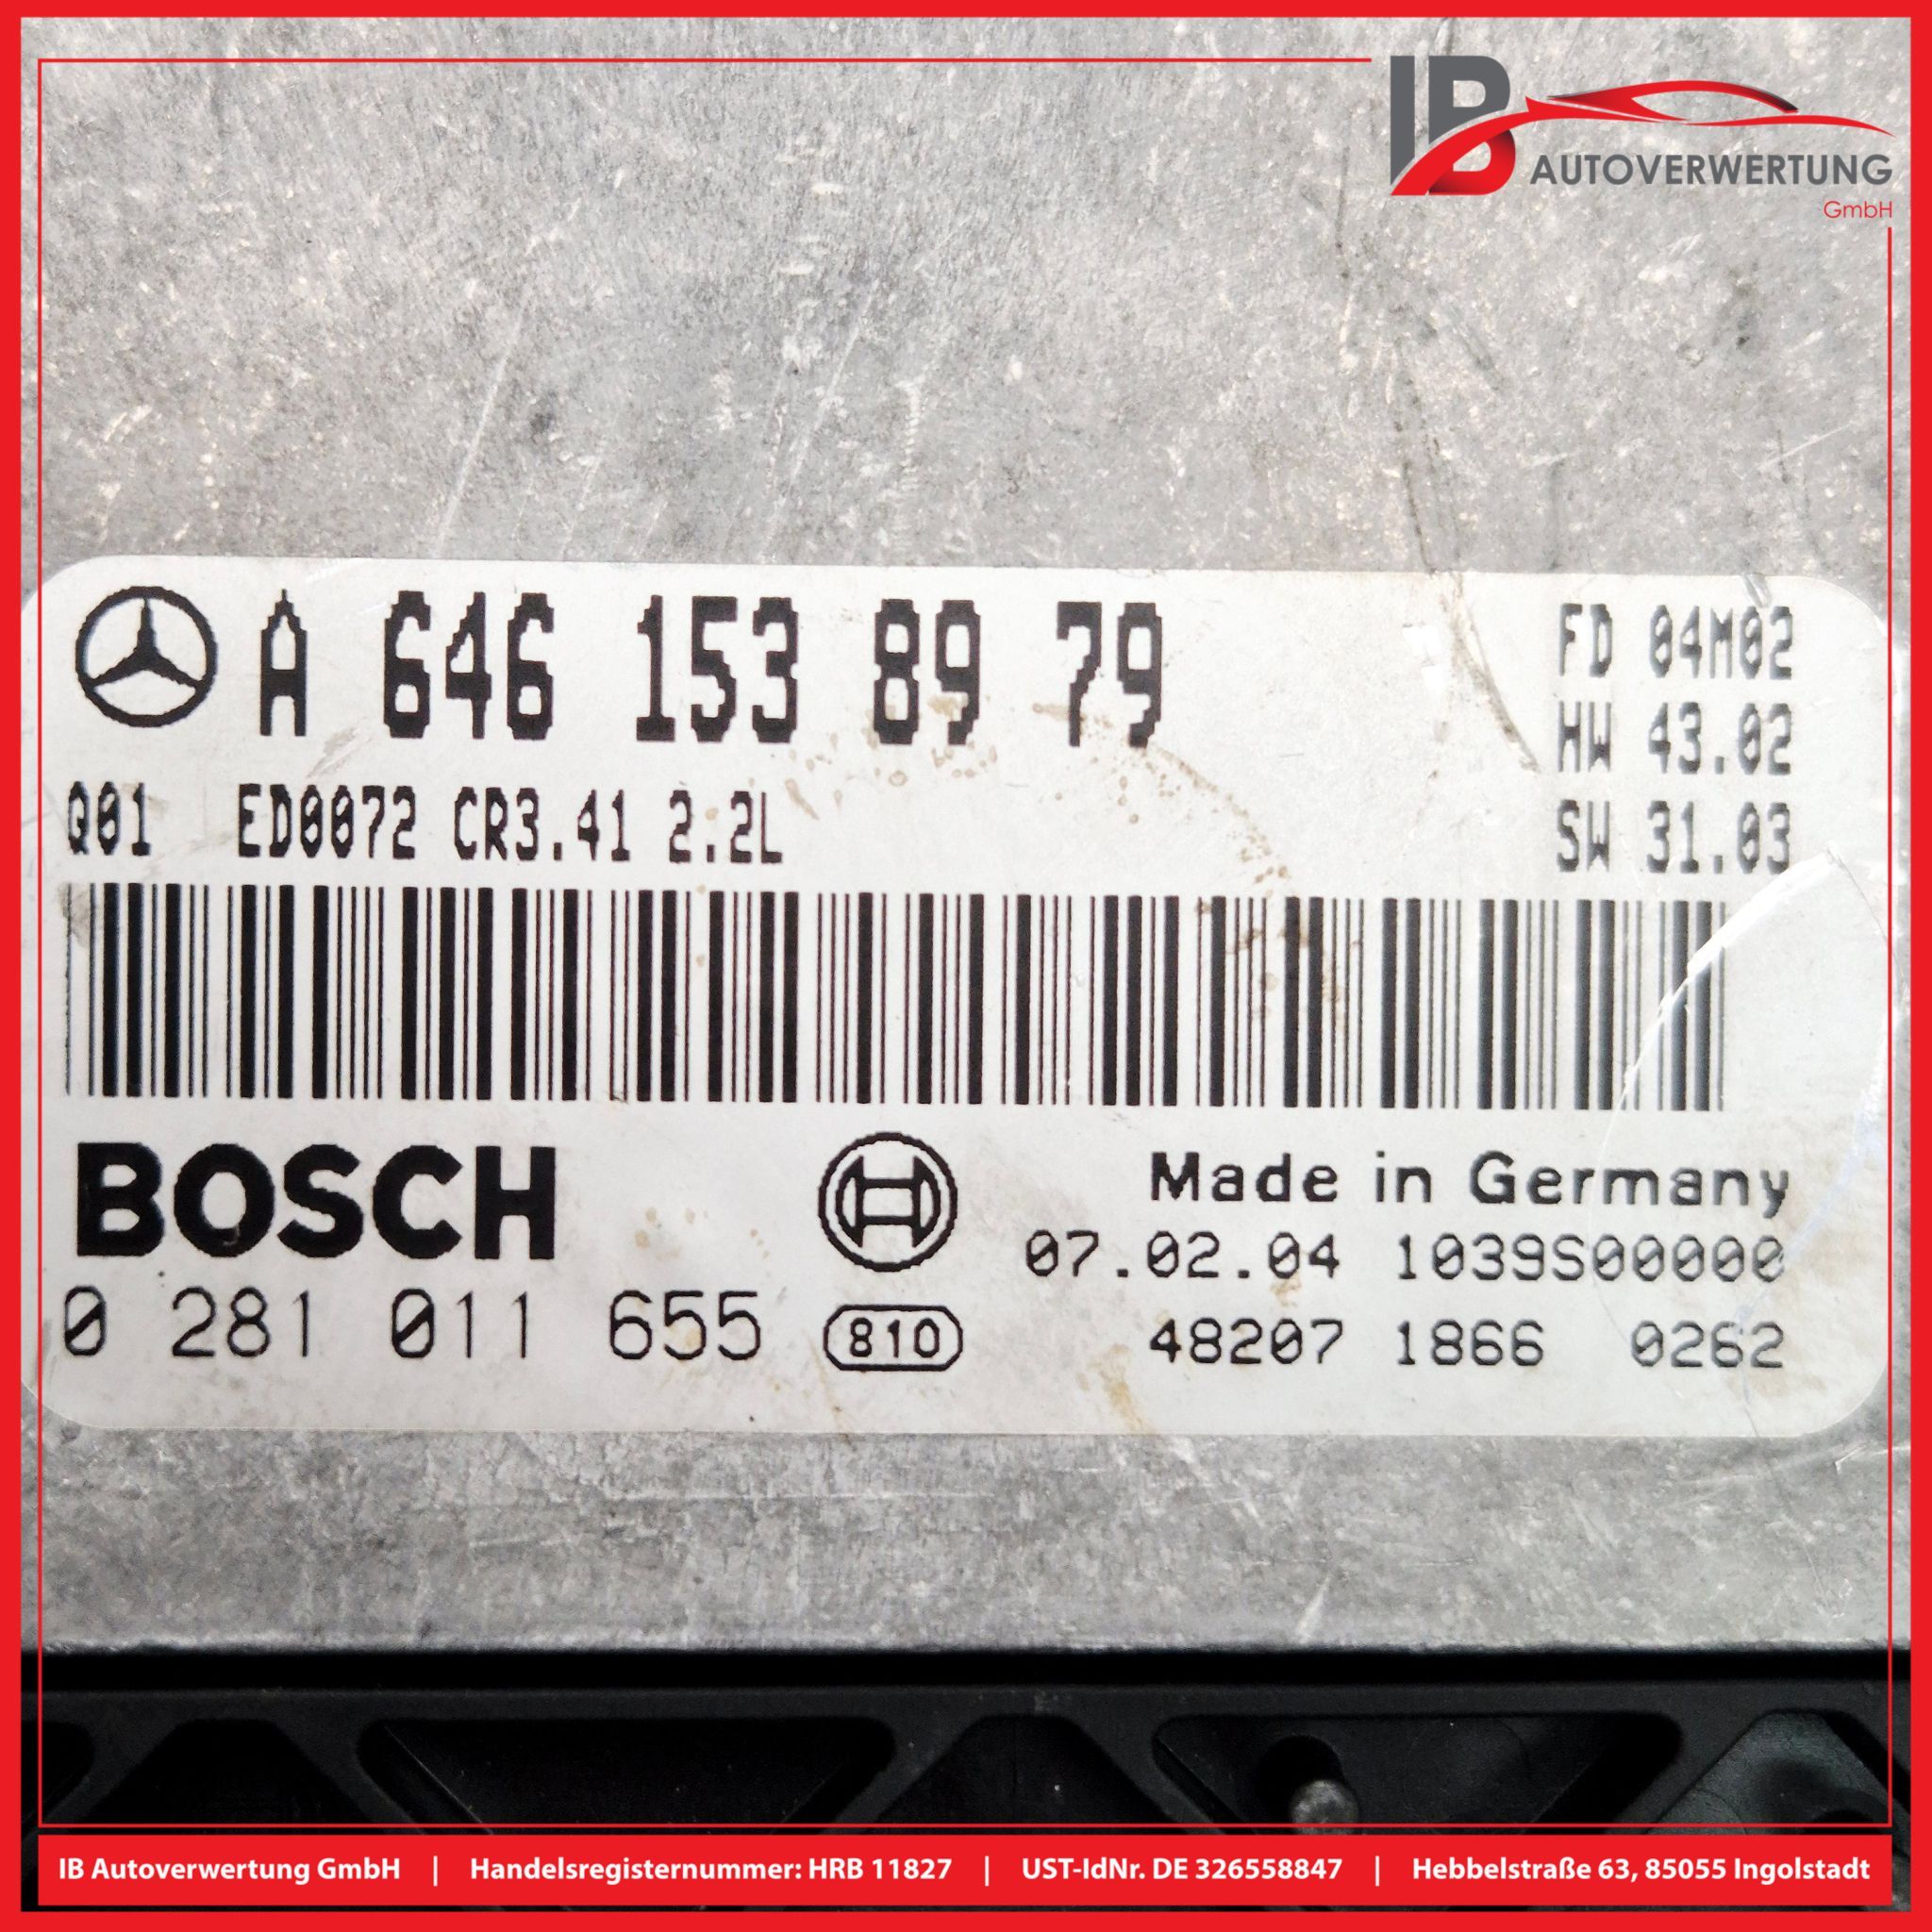 IB
AUTOVERWERTUNG
GmbH
A 646 153 89 79
FD 04M02
HW 43.02
Q01 ED0072 CR3.41 2.2L
SW 31.03
BOSCH
Made in Germany
07.02.04 1039S00000
0 281 011 655
810
48207 1866 0262
IB Autoverwertung GmbH | Handelsregisternummer: HRB 11827 | UST-IdNr. DE 326558847 | Hebbelstraße 63, 85055 Ingolstadt